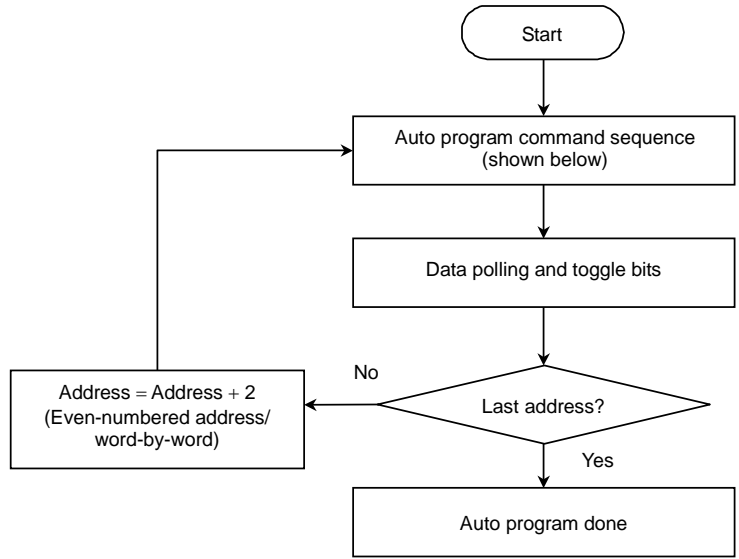 Start
Auto program command sequence
(shown below)
Data polling and toggle bits
Last address?
No
Address = Address + 2
(Even-numbered address/
word-by-word)
Yes
Auto program done